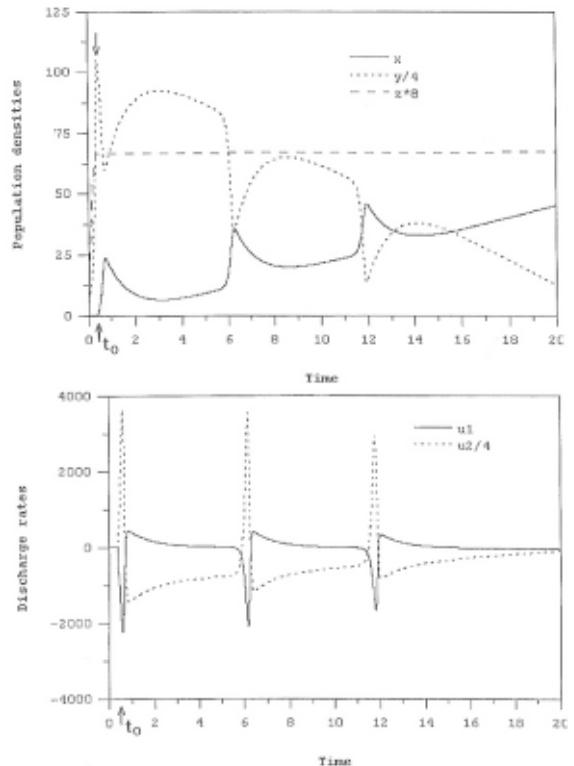 125
100
75
50
25
0
Population densities
x
y/4
z*8
0 2 4 6 8 10 12 14 16 18 20
t0
Time
4000
2000
0
-2000
-4000
Discharge rates
u1
u2/4
0 2 4 6 8 10 12 14 16 18 20
t0
Time